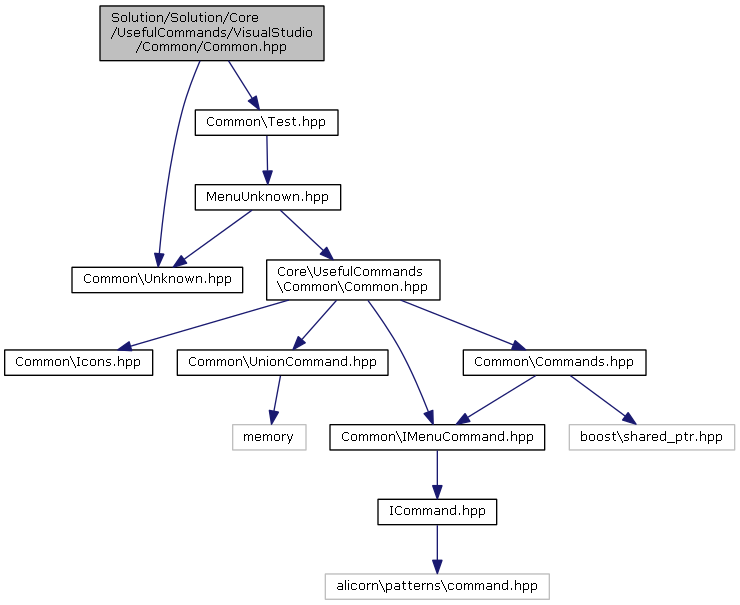 Solution/Solution/Core
/UsefulCommands/VisualStudio
/Common/Common.hpp
Common\Test.hpp
MenuUnknown.hpp
Common\Unknown.hpp
Core\UsefulCommands
\Common\Common.hpp
Common\Icons.hpp
Common\UnionCommand.hpp
Common\Commands.hpp
memory
Common\IMenuCommand.hpp
boost\shared_ptr.hpp
ICommand.hpp
alicorn\patterns\command.hpp